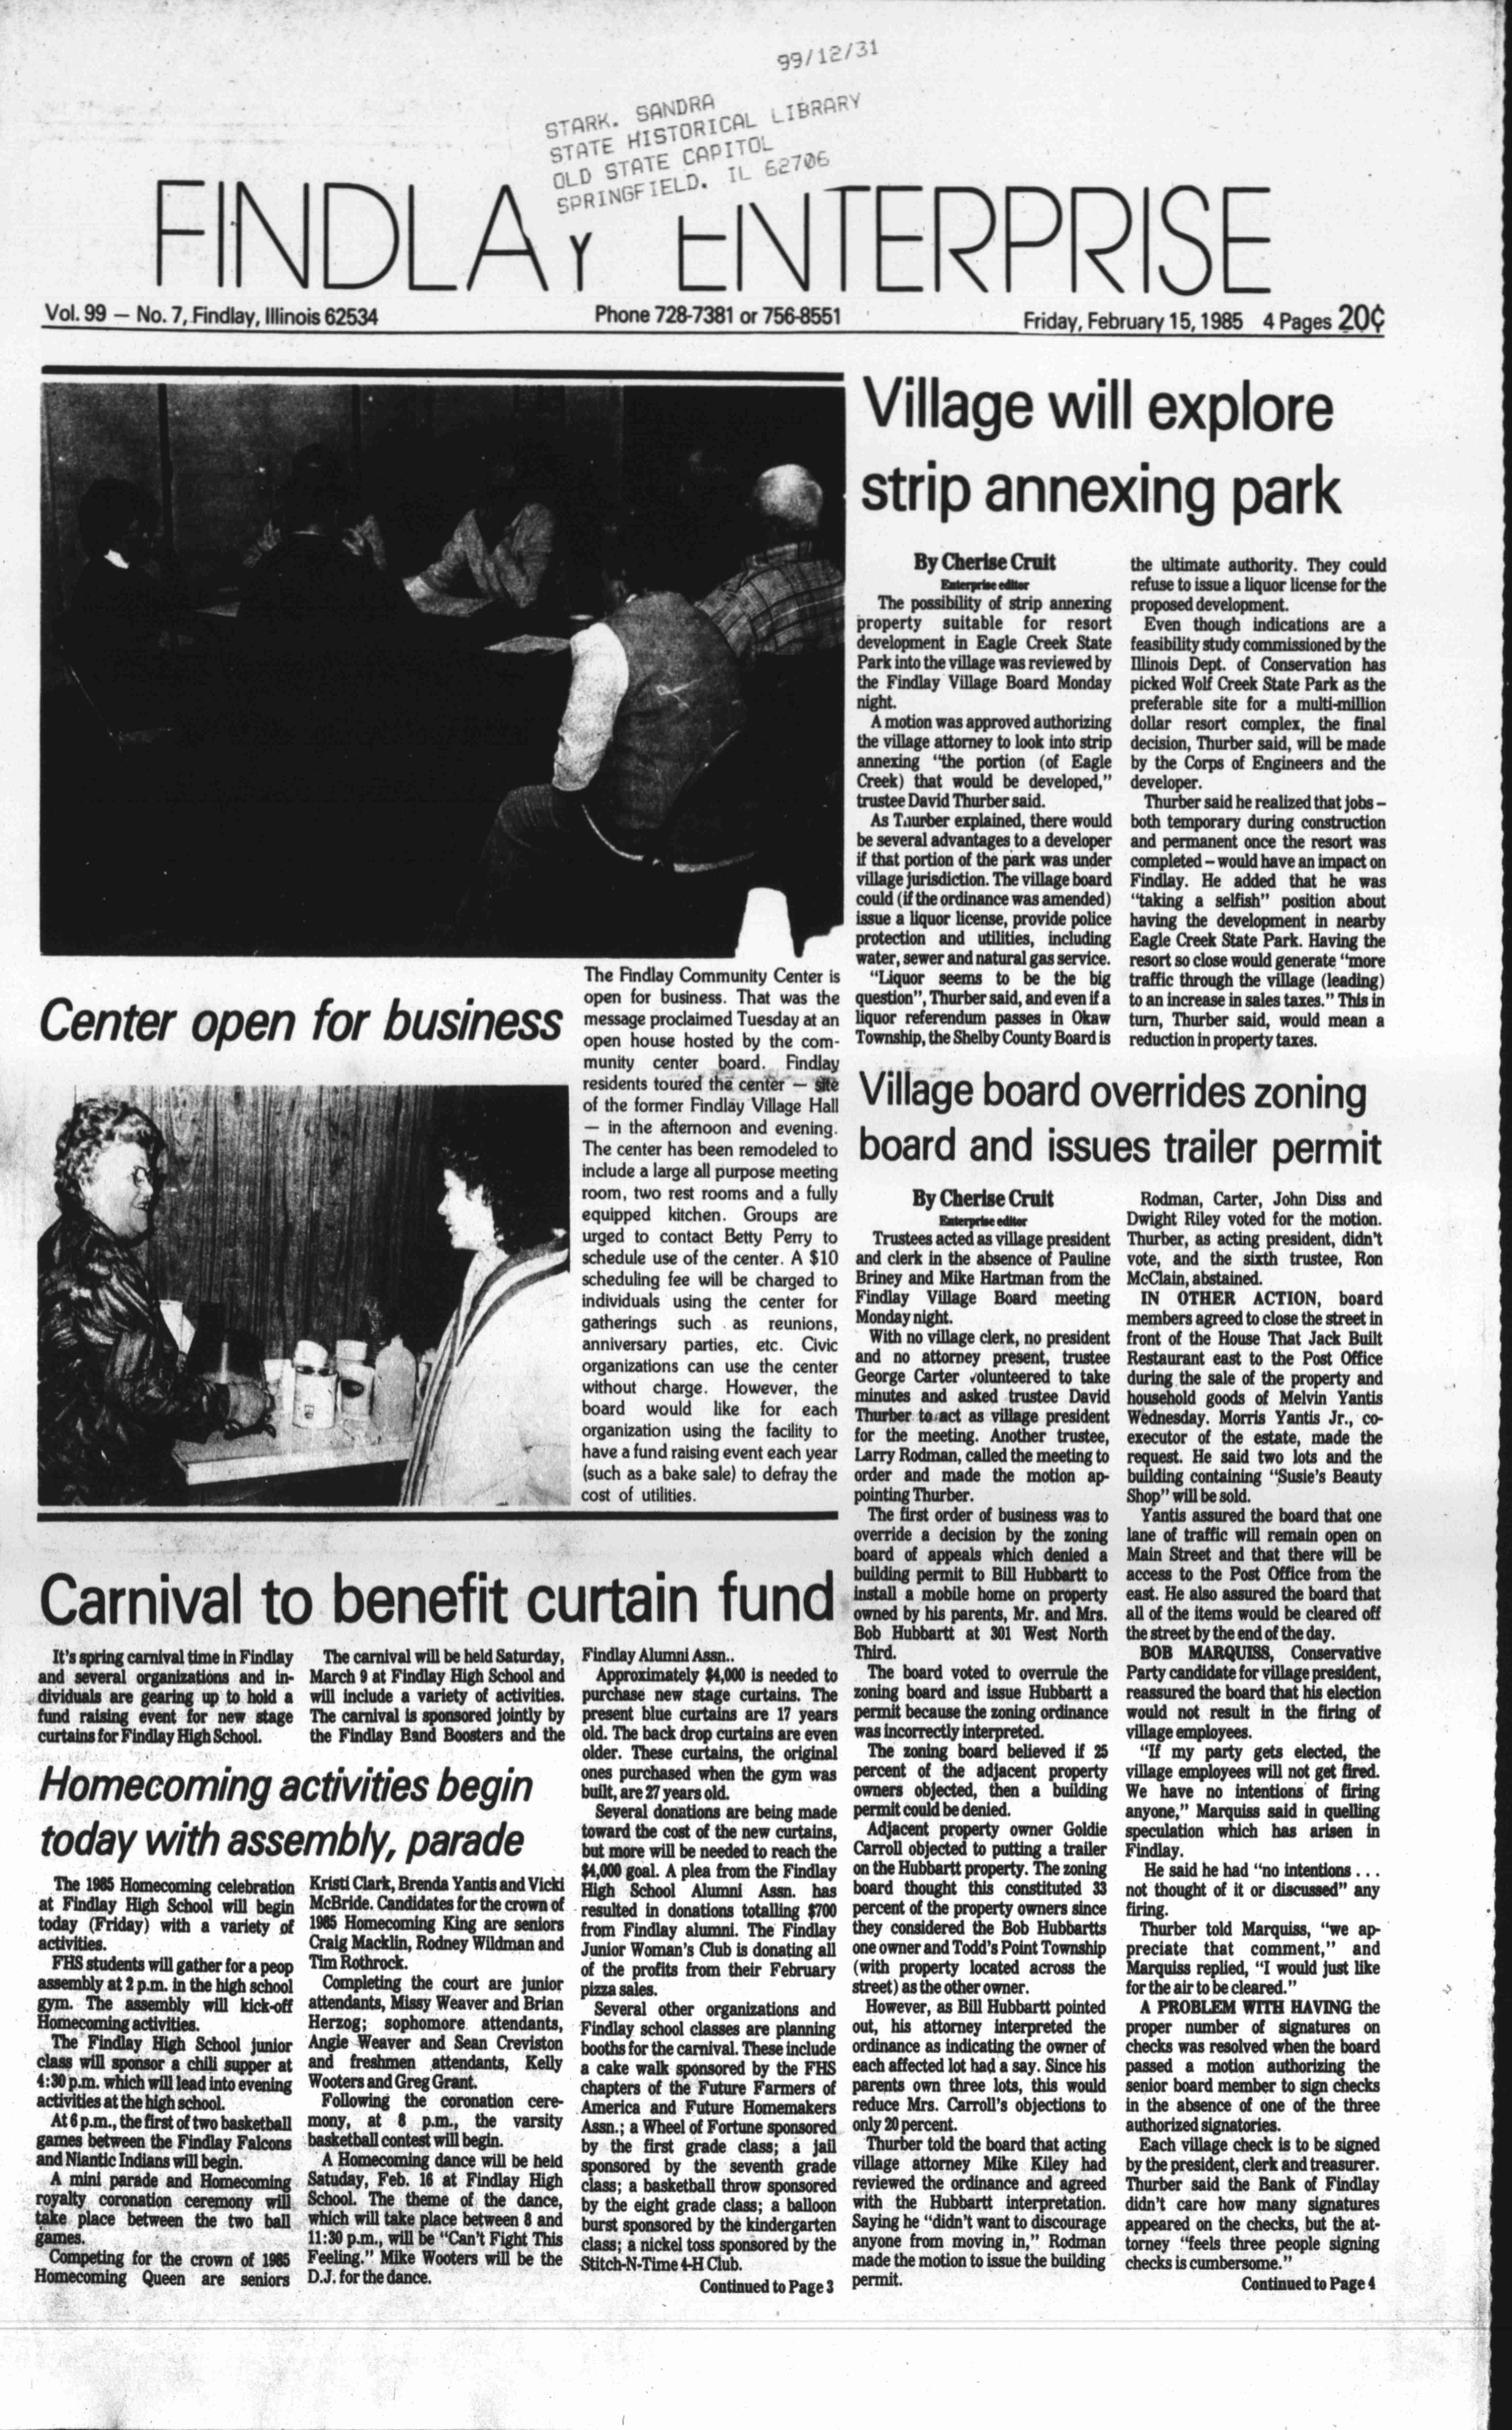 99/12/31
STARK. SANDRA
STATE HISTORICAL LIBRARY
OLD STATE CAPITOL
SPRINGFIELD. IL 62706
FINDLAY ENTERPRISE
Vol. 99 — No. 7, Findlay, Illinois 62534
Phone 728-7381 or 756-8551
Friday, February 15, 1985 4 Pages 20¢
Village will explore
strip annexing park
By Cherise Cruit
Enterprise editor
The possibility of strip annexing
property suitable for resort
development in Eagle Creek State
Park into the village was reviewed by
the Findlay Village Board Monday
night.
A motion was approved authorizing
the village attorney to look into strip
annexing “the portion (of Eagle
Creek) that would be developed,”
trustee David Thurber said.
As Thurber explained, there would
be several advantages to a developer
if that portion of the park was under
village jurisdiction. The village board
could (if the ordinance was amended)
issue a liquor license, provide police
protection and utilities, including
water, sewer and natural gas service.
“Liquor seems to be the big
question”, Thurber said, and even if a
liquor referendum passes in Okaw
Township, the Shelby County Board is
the ultimate authority. They could
refuse to issue a liquor license for the
proposed development.
Even though indications are a
feasibility study commissioned by the
Illinois Dept. of Conservation has
picked Wolf Creek State Park as the
preferable site for a multi-million
dollar resort complex, the final
decision, Thurber said, will be made
by the Corps of Engineers and the
developer.
Thurber said he realized that jobs –
both temporary during construction
and permanent once the resort was
completed – would have an impact on
Findlay. He added that he was
“taking a selfish” position about
having the development in nearby
Eagle Creek State Park. Having the
resort so close would generate “more
traffic through the village (leading)
to an increase in sales taxes.” This in
turn, Thurber said, would mean a
reduction in property taxes.
Center open for business
The Findlay Community Center is
open for business. That was the
message proclaimed Tuesday at an
open house hosted by the com-
munity center board. Findlay
residents toured the center — site
of the former Findlay Village Hall
— in the afternoon and evening.
The center has been remodeled to
include a large all purpose meeting
room, two rest rooms and a fully
equipped kitchen. Groups are
urged to contact Betty Perry to
schedule use of the center. A $10
scheduling fee will be charged to
individuals using the center for
gatherings such as reunions,
anniversary parties, etc. Civic
organizations can use the center
without charge. However, the
board would like for each
organization using the facility to
have a fund raising event each year
(such as a bake sale) to defray the
cost of utilities.
Village board overrides zoning
board and issues trailer permit
By Cherise Cruit
Enterprise editor
Trustees acted as village president
and clerk in the absence of Pauline
Briney and Mike Hartman from the
Findlay Village Board meeting
Monday night.
With no village clerk, no president
and no attorney present, trustee
George Carter volunteered to take
minutes and asked trustee David
Thurber to act as village president
for the meeting. Another trustee,
Larry Rodman, called the meeting to
order and made the motion ap-
pointing Thurber.
The first order of business was to
override a decision by the zoning
board of appeals which denied a
building permit to Bill Hubbartt to
install a mobile home on property
owned by his parents, Mr. and Mrs.
Bob Hubbartt at 301 West North
Third.
The board voted to overrule the
zoning board and issue Hubbartt a
permit because the zoning ordinance
was incorrectly interpreted.
The zoning board believed if 25
percent of the adjacent property
owners objected, then a building
permit could be denied.
Adjacent property owner Goldie
Carroll objected to putting a trailer
on the Hubbartt property. The zoning
board thought this constituted 33
percent of the property owners since
they considered the Bob Hubbartts
one owner and Todd’s Point Township
(with property located across the
street) as the other owner.
However, as Bill Hubbartt pointed
out, his attorney interpreted the
ordinance as indicating the owner of
each affected lot had a say. Since his
parents own three lots, this would
reduce Mrs. Carroll’s objections to
only 20 percent.
Thurber told the board that acting
village attorney Mike Kiley had
reviewed the ordinance and agreed
with the Hubbartt interpretation.
Saying he “didn’t want to discourage
anyone from moving in,” Rodman
made the motion to issue the building
permit.
Rodman, Carter, John Diss and
Dwight Riley voted for the motion.
Thurber, as acting president, didn’t
vote, and the sixth trustee, Ron
McClain, abstained.
IN OTHER ACTION, board
members agreed to close the street in
front of the House That Jack Built
Restaurant east to the Post Office
during the sale of the property and
household goods of Melvin Yantis
Wednesday. Morris Yantis Jr., co-
executor of the estate, made the
request. He said two lots and the
building containing “Susie’s Beauty
Shop” will be sold.
Yantis assured the board that one
lane of traffic will remain open on
Main Street and that there will be
access to the Post Office from the
east. He also assured the board that
all of the items would be cleared off
the street by the end of the day.
BOB MARQUISS, Conservative
Party candidate for village president,
reassured the board that his election
would not result in the firing of
village employees.
“If my party gets elected, the
village employees will not get fired.
We have no intentions of firing
anyone,” Marquiss said in quelling
speculation which has arisen in
Findlay.
He said he had “no intentions . . .
not thought of it or discussed” any
firing.
Thurber told Marquiss, “we ap-
preciate that comment,” and
Marquiss replied, “I would just like
for the air to be cleared.”
A PROBLEM WITH HAVING the
proper number of signatures on
checks was resolved when the board
passed a motion authorizing the
senior board member to sign checks
in the absence of one of the three
authorized signatories.
Each village check is to be signed
by the president, clerk and treasurer.
Thurber said the Bank of Findlay
didn’t care how many signatures
appeared on the checks, but the at-
torney “feels three people signing
checks is cumbersome.”
Continued to Page 4
Carnival to benefit curtain fund
It’s spring carnival time in Findlay
and several organizations and in-
dividuals are gearing up to hold a
fund raising event for new stage
curtains for Findlay High School.
The carnival will be held Saturday,
March 9 at Findlay High School and
will include a variety of activities.
The carnival is sponsored jointly by
the Findlay Band Boosters and the
Findlay Alumni Assn..
Approximately $4,000 is needed to
purchase new stage curtains. The
present blue curtains are 17 years
old. The back drop curtains are even
older. These curtains, the original
ones purchased when the gym was
built, are 27 years old.
Several donations are being made
toward the cost of the new curtains,
but more will be needed to reach the
$4,000 goal. A plea from the Findlay
High School Alumni Assn. has
resulted in donations totalling $700
from Findlay alumni. The Findlay
Junior Woman’s Club is donating all
of the profits from their February
pizza sales.
Several other organizations and
Findlay school classes are planning
booths for the carnival. These include
a cake walk sponsored by the FHS
chapters of the Future Farmers of
America and Future Homemakers
Assn.; a Wheel of Fortune sponsored
by the first grade class; a jail
sponsored by the seventh grade
class; a basketball throw sponsored
by the eight grade class; a balloon
burst sponsored by the kindergarten
class; a nickel toss sponsored by the
Stitch-N-Time 4-H Club.
Continued to Page 3
Homecoming activities begin
today with assembly, parade
The 1985 Homecoming celebration
at Findlay High School will begin
today (Friday) with a variety of
activities.
FHS students will gather for a peop
assembly at 2 p.m. in the high school
gym. The assembly will kick-off
Homecoming activities.
The Findlay High School junior
class will sponsor a chili supper at
4:30 p.m. which will lead into evening
activities at the high school.
At 6 p.m., the first of two basketball
games between the Findlay Falcons
and Niantic Indians will begin.
A mini parade and Homecoming
royalty coronation ceremony will
take place between the two ball
games.
Competing for the crown of 1985
Homecoming Queen are seniors
Kristi Clark, Brenda Yantis and Vicki
McBride. Candidates for the crown of
1985 Homecoming King are seniors
Craig Macklin, Rodney Wildman and
Tim Rothrock.
Completing the court are junior
attendants, Missy Weaver and Brian
Herzog; sophomore attendants,
Angie Weaver and Sean Creviston
and freshmen attendants, Kelly
Wooters and Greg Grant.
Following the coronation cere-
mony, at 8 p.m., the varsity
basketball contest will begin.
A Homecoming dance will be held
Satuday, Feb. 16 at Findlay High
School. The theme of the dance,
which will take place between 8 and
11:30 p.m., will be “Can’t Fight This
Feeling.” Mike Wooters will be the
D.J. for the dance.